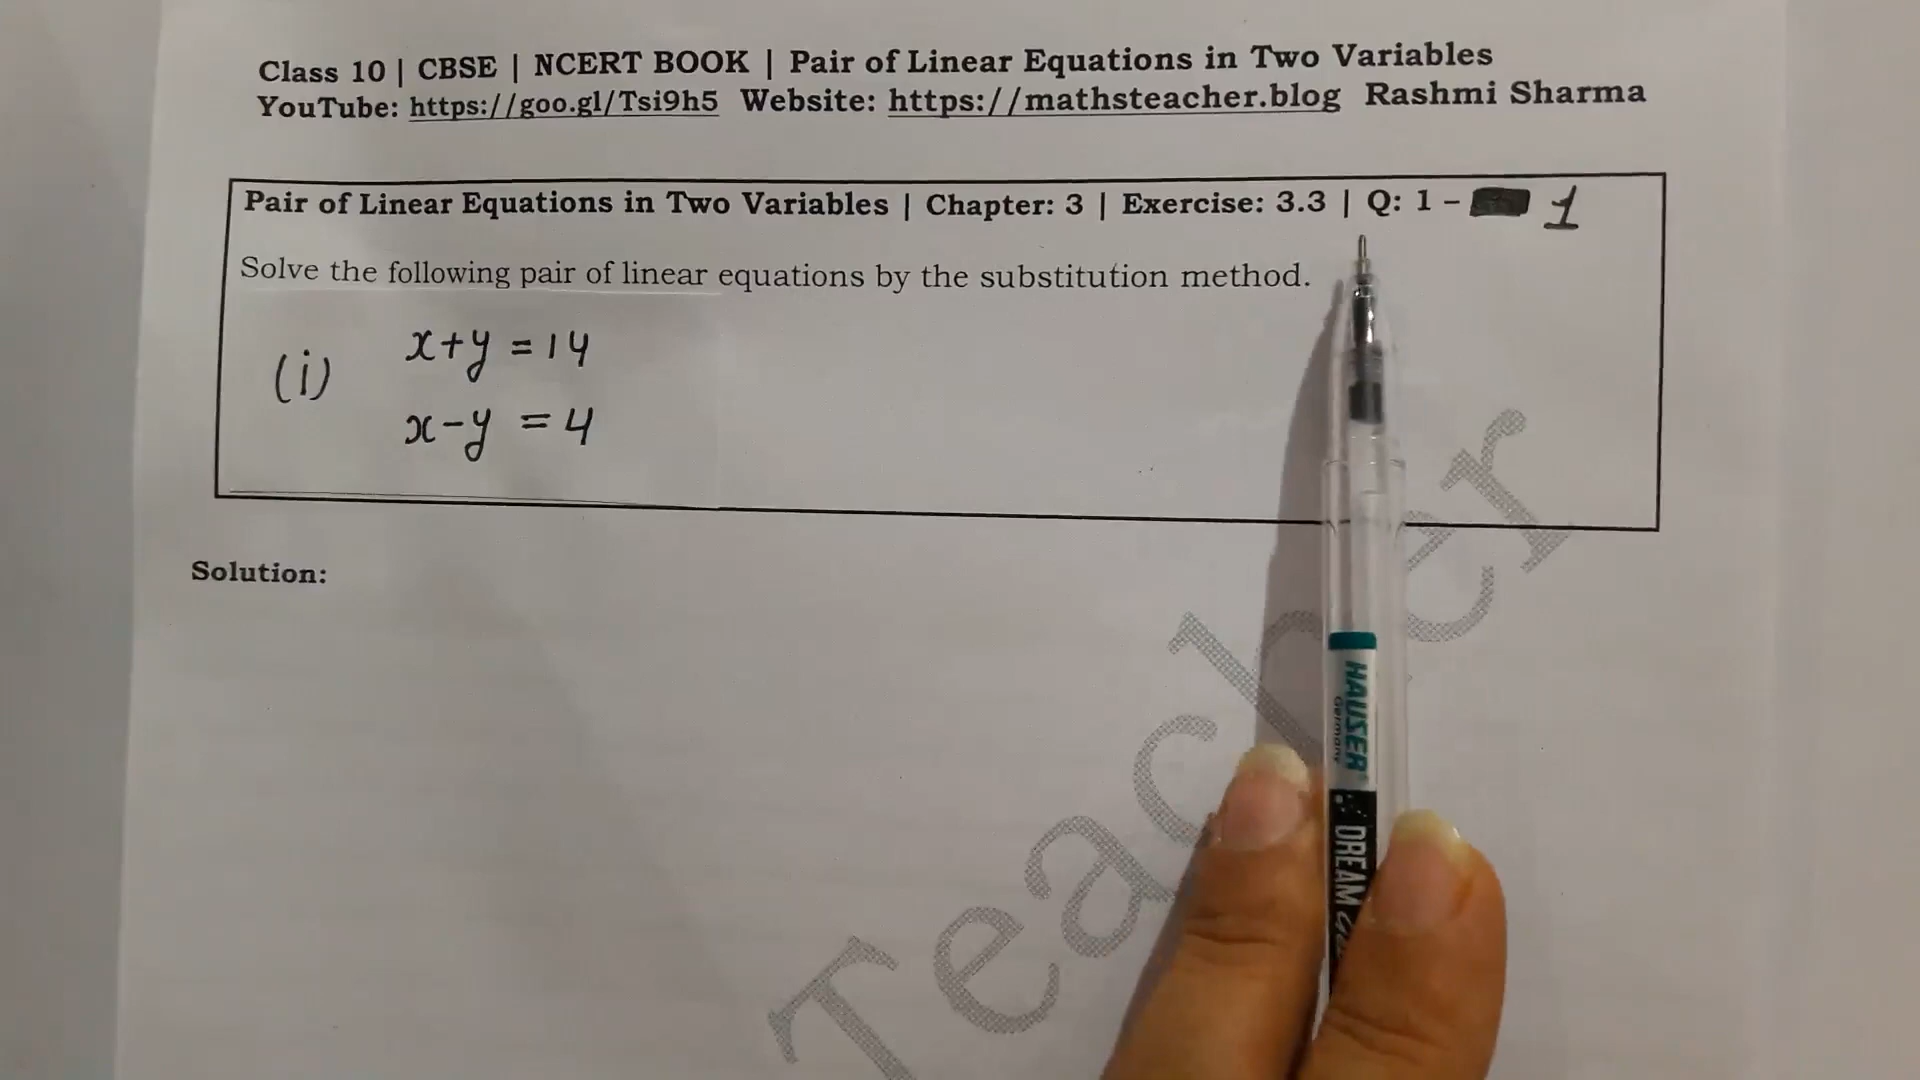 Class 10 | CBSE | NCERT BOOK | Pair of Linear Equations in Two Variables
YouTube: https://goo.gl/Tsi9h5 Website: https://mathsteacher.blog Rashmi Sharma
Pair of Linear Equations in Two Variables | Chapter: 3 | Exercise: 3.3 | Q: 1 - 1
Solve the following pair of linear equations by the substitution method.
(i) x+y = 14
x-y = 4
Solution:
Teacher
HAUSER
Germany
DREAM